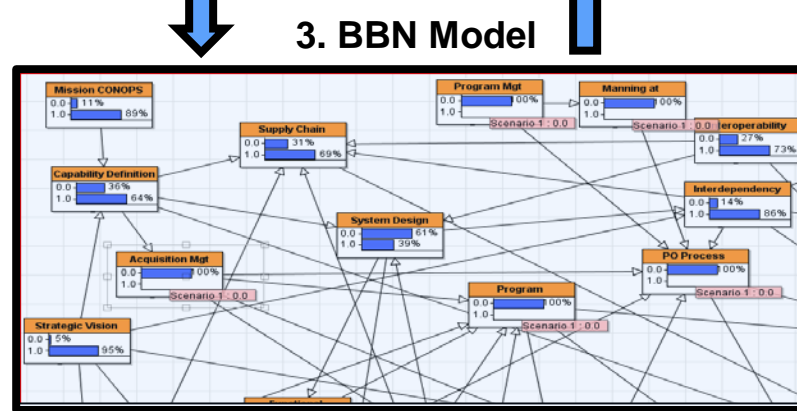 3. BBN Model
Mission CONOPS
0.0 11%
1.0 89%
Program Mgt
0.0 100%
1.0
Scenario 1 : 0.0
Manning at
0.0 100%
1.0
Scenario 1 : 0.0
eroperability
0.0 27%
1.0 73%
Supply Chain
0.0 31%
1.0 69%
Capability Definition
0.0 36%
1.0 64%
Interdependency
0.0 14%
1.0 86%
System Design
0.0 61%
1.0 39%
Acquisition Mgt
0.0 100%
1.0
Scenario 1 : 0.0
PO Process
0.0 100%
1.0
Scenario 1 : 0.0
Program
0.0 100%
1.0
Scenario 1 : 0.0
Strategic Vision
0.0 5%
1.0 95%